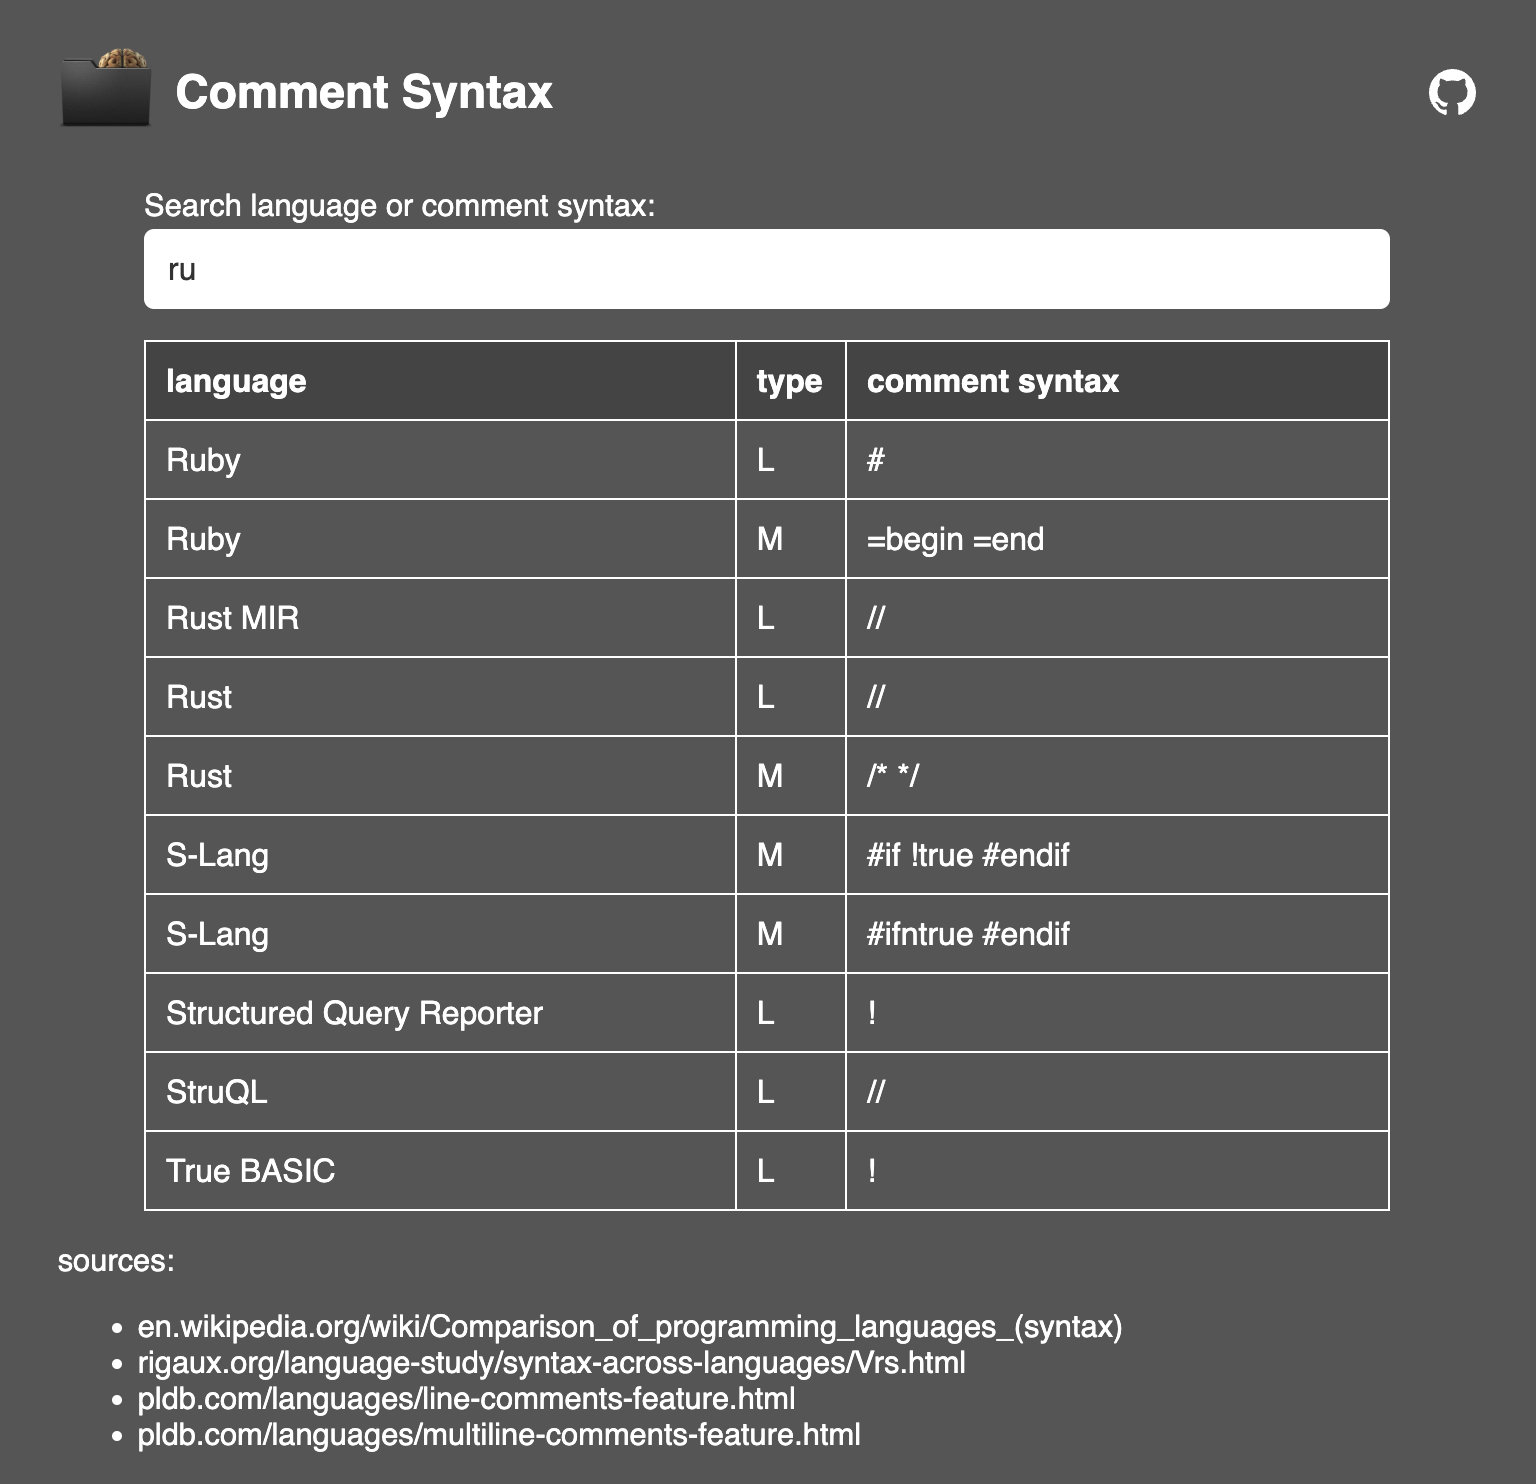 Comment Syntax
Search language or comment syntax:
ru
language type comment syntax
Ruby L #
Ruby M =begin =end
Rust MIR L //
Rust L //
Rust M /* */
S-Lang M #if !true #endif
S-Lang M #ifntrue #endif
Structured Query Reporter L !
StruQL L //
True BASIC L !
sources:
• en.wikipedia.org/wiki/Comparison_of_programming_languages_(syntax)
• rigaux.org/language-study/syntax-across-languages/Vrs.html
• pldb.com/languages/line-comments-feature.html
• pldb.com/languages/multiline-comments-feature.html